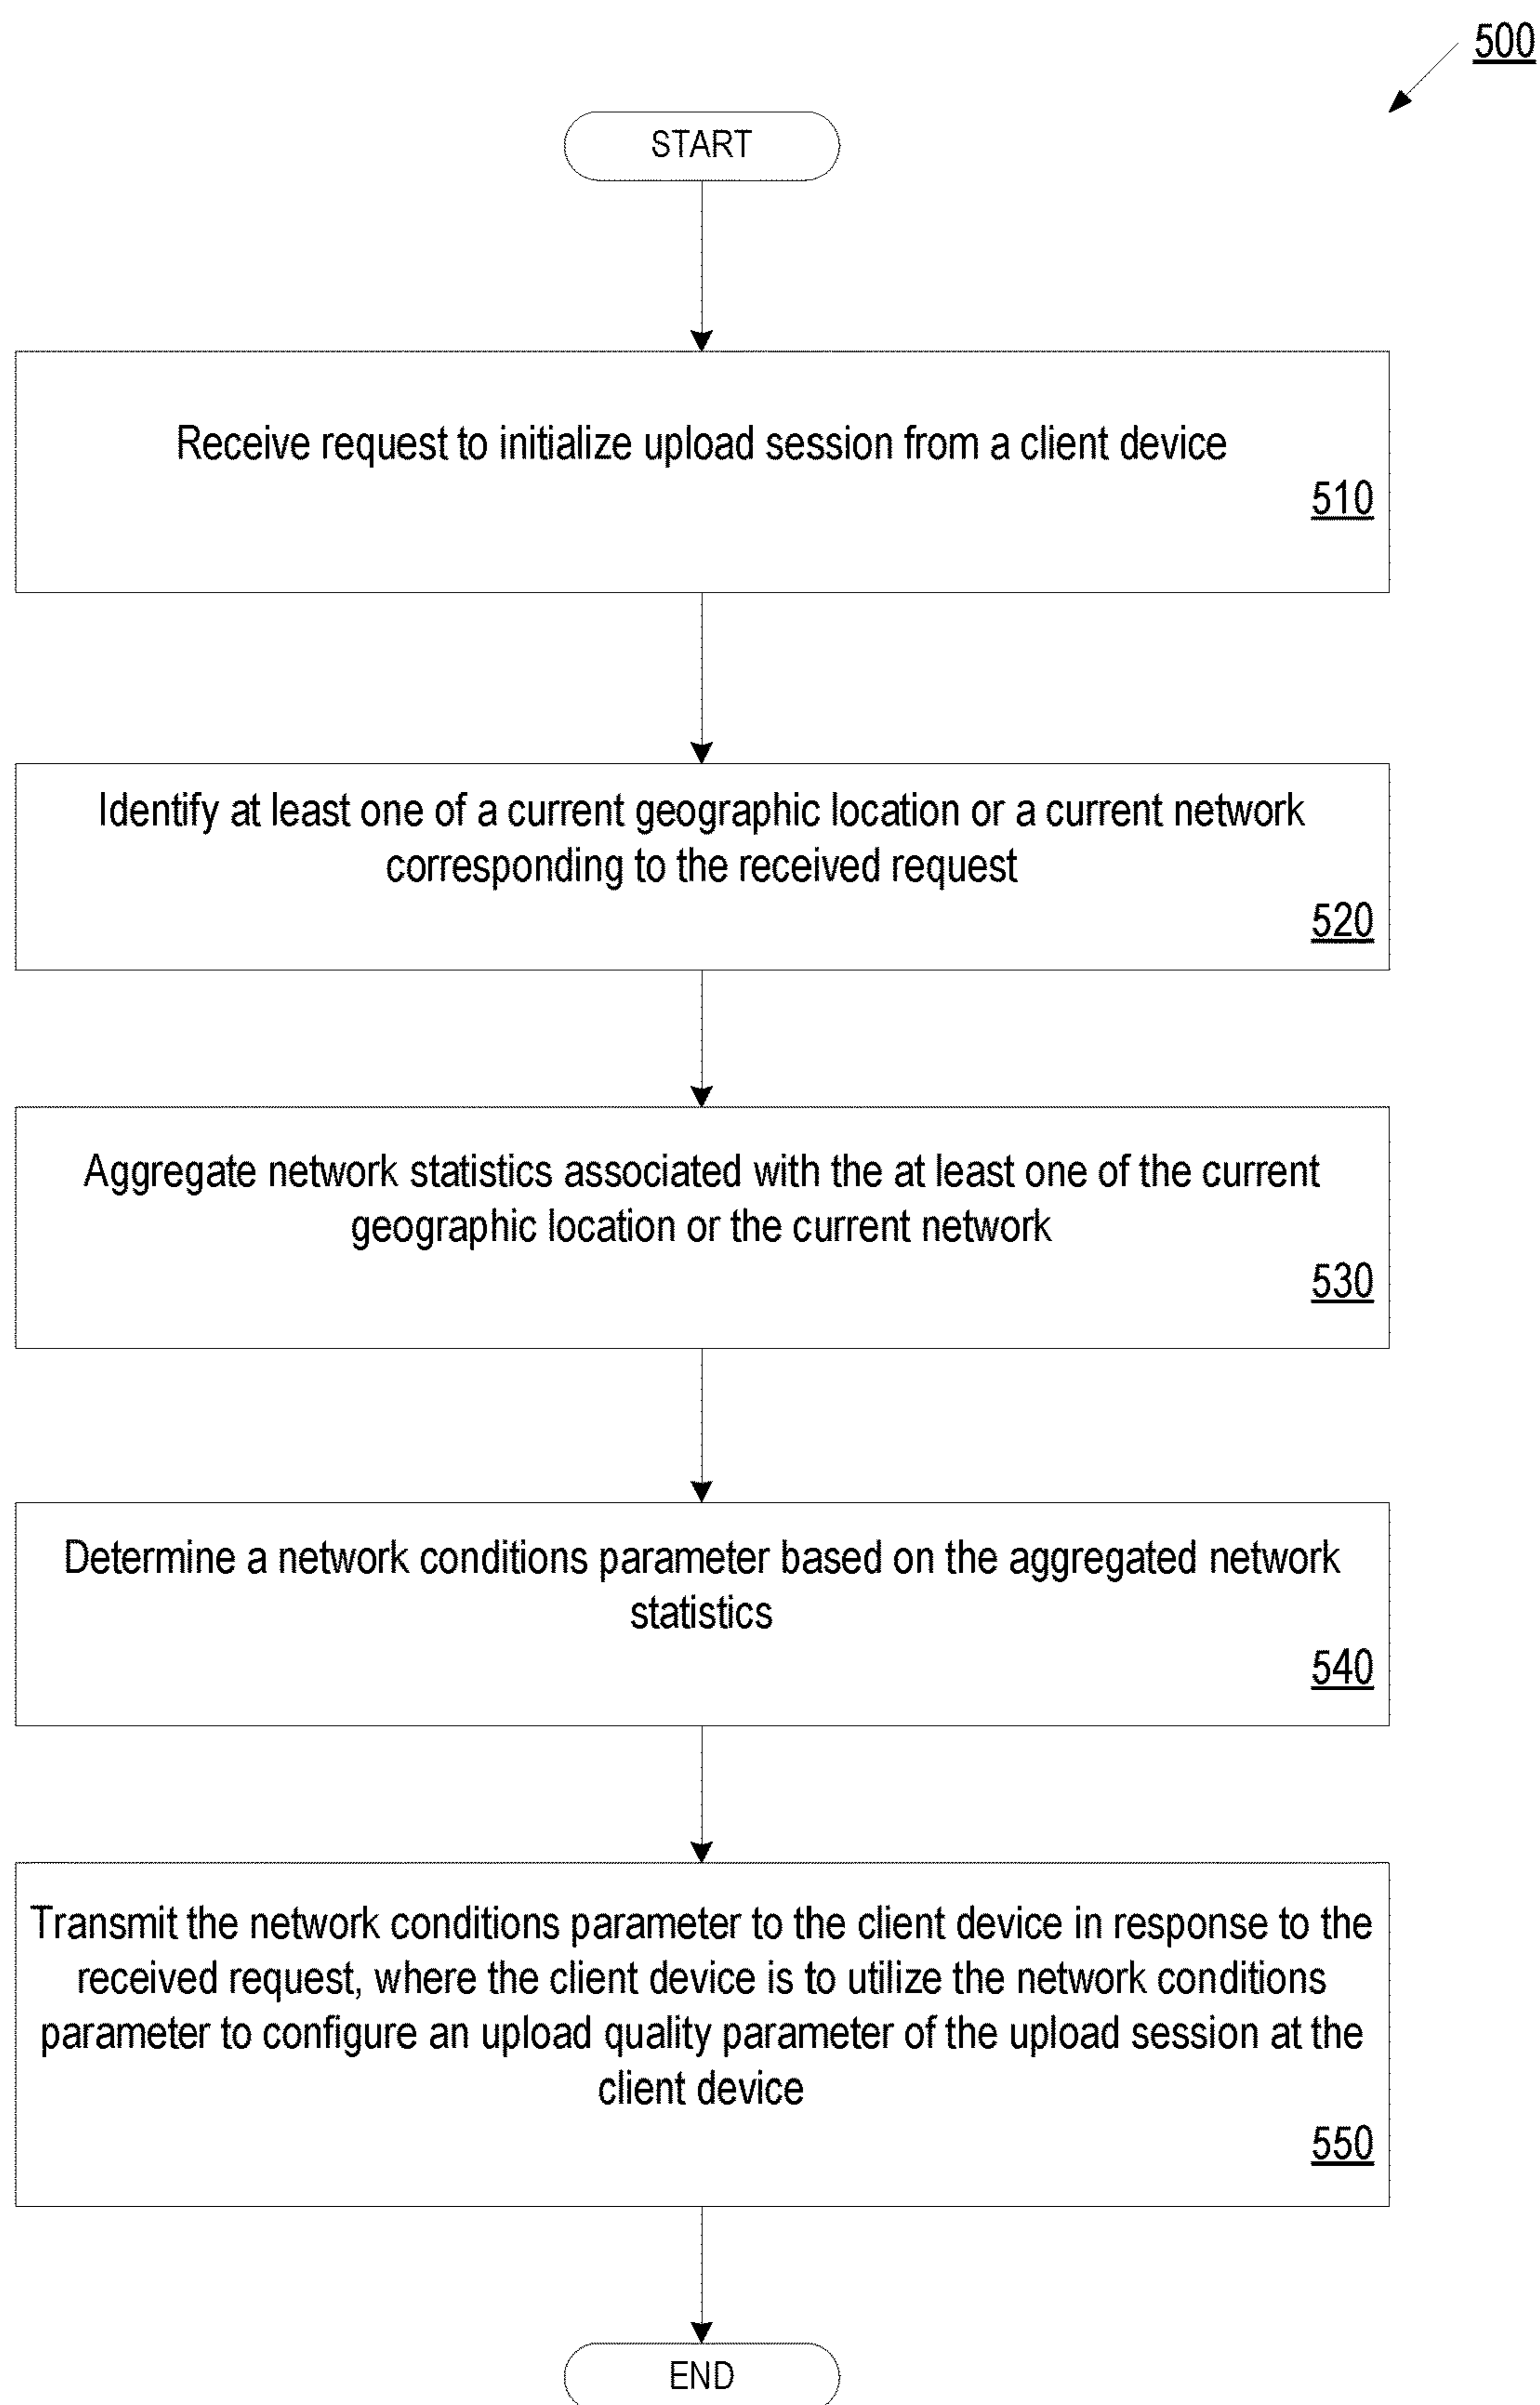 500
START
Receive request to initialize upload session from a client device
510
Identify at least one of a current geographic location or a current network
corresponding to the received request
520
Aggregate network statistics associated with the at least one of the current
geographic location or the current network
530
Determine a network conditions parameter based on the aggregated network
statistics
540
Transmit the network conditions parameter to the client device in response to the
received request, where the client device is to utilize the network conditions
parameter to configure an upload quality parameter of the upload session at the
client device
550
END